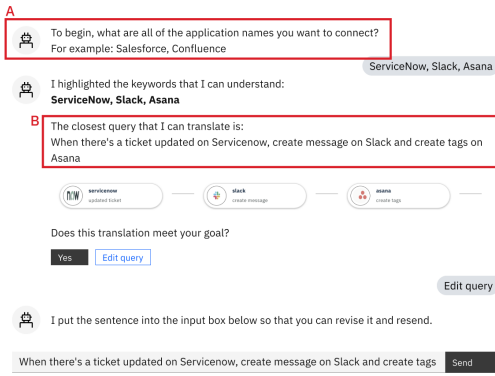 A
To begin, what are all of the application names you want to connect?
For example: Salesforce, Confluence
ServiceNow, Slack, Asana
I highlighted the keywords that I can understand:
ServiceNow, Slack, Asana
B
The closest query that I can translate is:
When there's a ticket updated on Servicenow, create message on Slack and create tags on
Asana
NOW servicenow slack asana
updated ticket create message create tags
Does this translation meet your goal?
Yes Edit query
Edit query
I put the sentence into the input box below so that you can revise it and resend.
When there's a ticket updated on Servicenow, create message on Slack and create tags Send